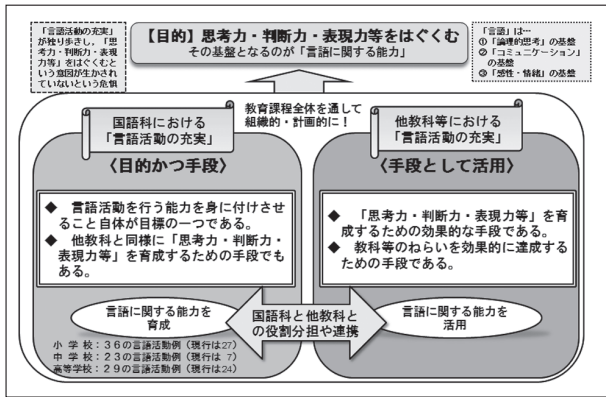 「言語活動の充実」
が独り歩きし，「思
考力・判断力・表現
力等」をはぐくむと
いう意図が生かされ
ていないという危惧
【目的】思考力・判断力・表現力等をはぐくむ
その基盤となるのが「言語に関する能力」
「言語」は…
①「論理的思考」の基盤
②「コミュニケーション」
の基盤
③「感性・情緒」の基盤
教育課程全体を通して
組織的・計画的に！
国語科における
「言語活動の充実」
〈目的かつ手段〉
◆ 言語活動を行う能力を身に付けさせ
ること自体が目標の一つである。
◆ 他教科と同様に「思考力・判断力・
表現力等」を育成するための手段でも
ある。
言語に関する能力を
育成
小 学 校：３６の言語活動例（現行は27）
中 学 校：２３の言語活動例（現行は 7）
高等学校：２９の言語活動例（現行は24）
国語科と他教科と
の役割分担や連携
他教科等における
「言語活動の充実」
〈手段として活用〉
◆ 「思考力・判断力・表現力等」を育
成するための効果的な手段である。
◆ 教科等のねらいを効果的に達成する
ための手段である。
言語に関する能力を
活用